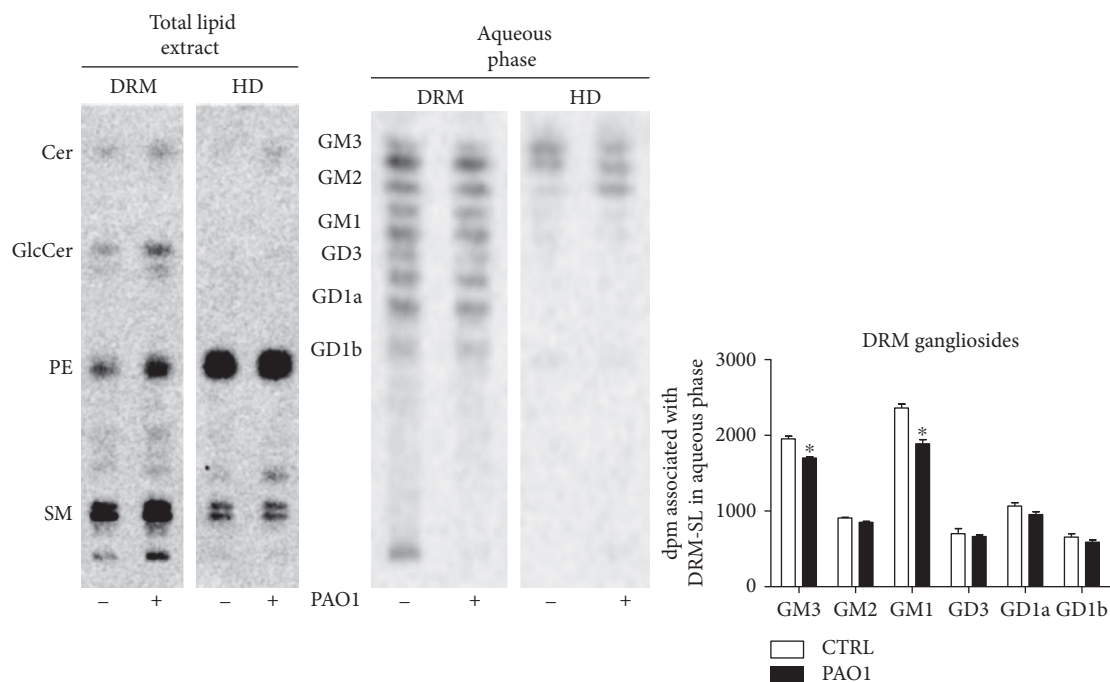 Total lipid
extract
DRM HD
Cer
GlcCer
PE
SM
– + – +
Aqueous
phase
DRM HD
GM3
GM2
GM1
GD3
GD1a
GD1b
PAO1 – + – +
DRM gangliosides
dpm associated with
DRM-SL in aqueous phase
3000
2000
1000
0
* *
GM3 GM2 GM1 GD3 GD1a GD1b
CTRL
PAO1